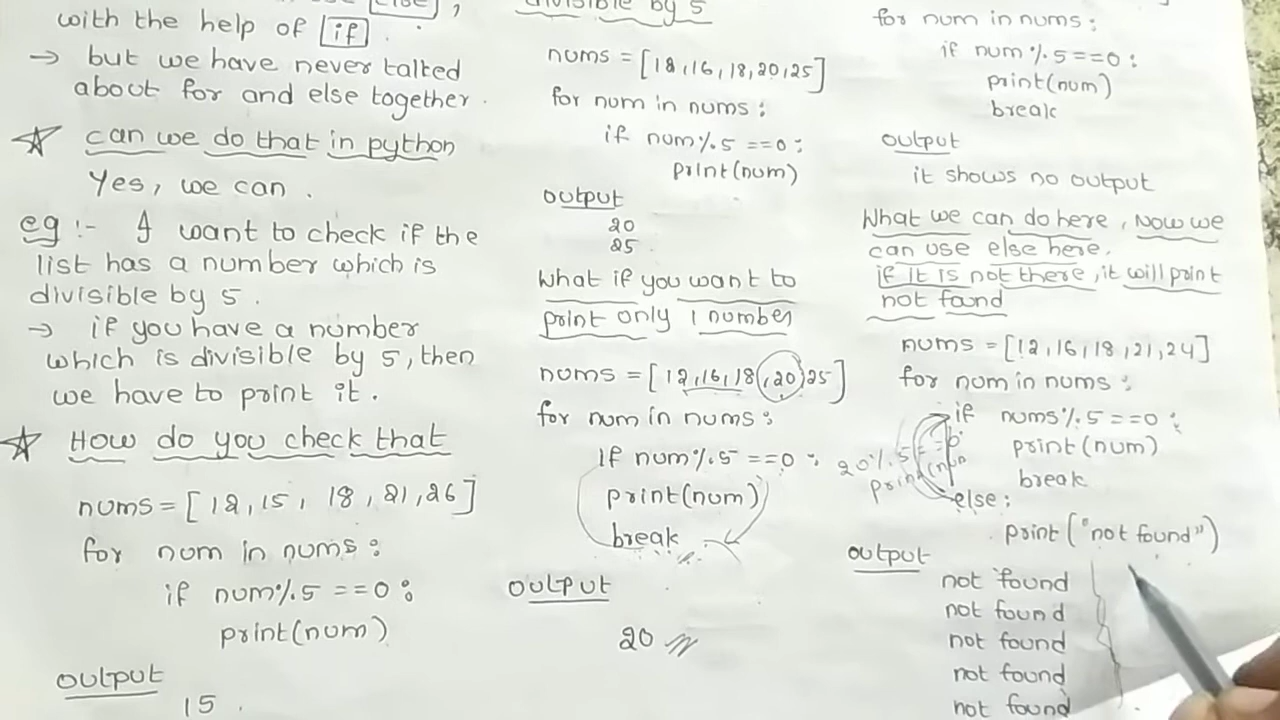 with the help of if .
→ but we have never talked
about for and else together .
☆ can we do that in python
Yes, we can .
eg :- I want to check if the
list has a number which is
divisible by 5 .
→ if you have a number
which is divisible by 5, then
we have to print it .
☆ How do you check that
nums = [12, 15, 18, 21, 26]
for num in nums :
if num % 5 == 0 :
print(num)
output
15 .
divisible by 5
nums = [18, 16, 18, 20, 25]
for num in nums :
if num % 5 == 0 :
print(num)
output
20
25
What if you want to
print only 1 number
nums = [12, 16, 18, 20, 25]
for num in nums :
If num % 5 == 0 :
print(num)
break
output
20
for num in nums :
if num % 5 == 0 :
print(num)
break
output
it shows no output
What we can do here, Now we
can use else here,
if it is not there, it will print
not found
nums = [12, 16, 18, 21, 24]
for num in nums :
if nums % 5 == 0 :
print(num)
break
else :
print("not found")
output
not found
not found
not found
not found
not found